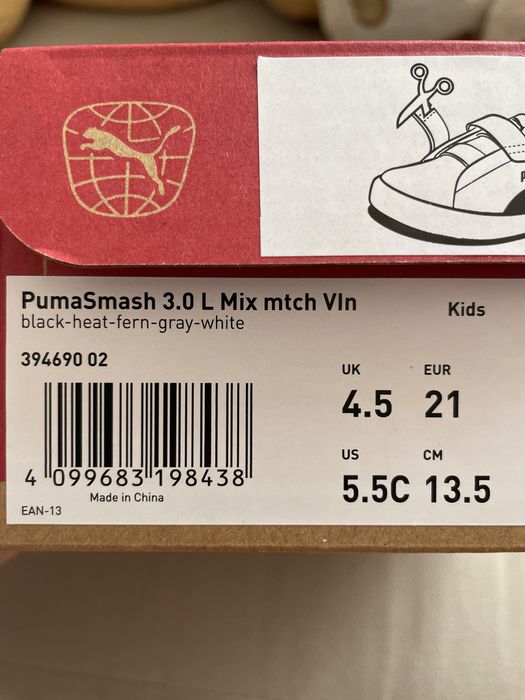 PumaSmash 3.0 L Mix mtch Vln
Kids
black-heat-fern-gray-white
394690 02
UK EUR
4.5 21
US CM
5.5C 13.5
4 099683 198438
Made in China
EAN-13